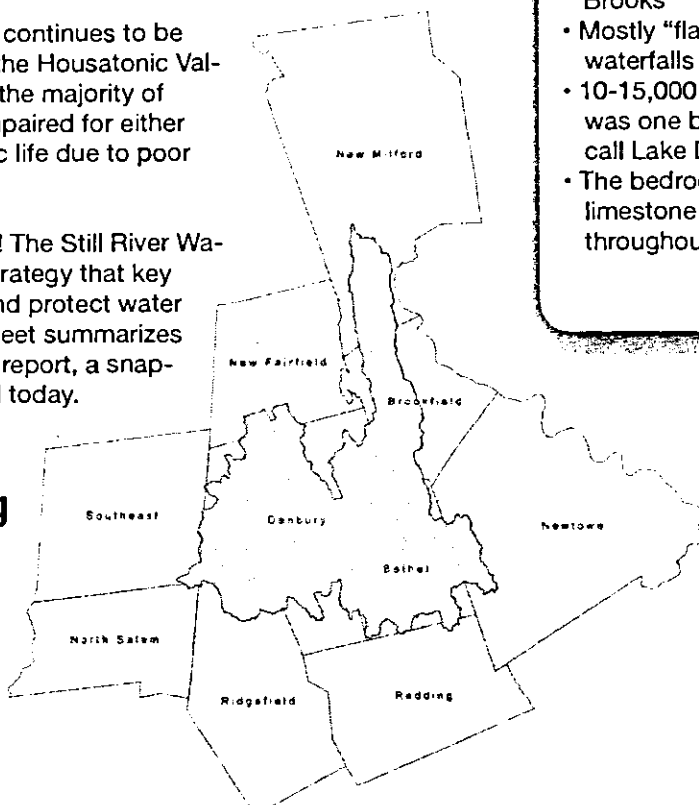 continues to be
the Housatonic Val-
the majority of
paired for either
c life due to poor
! The Still River Wa-
rategy that key
nd protect water
eet summarizes
report, a snap-
today.
g
Brooks
• Mostly "fla
waterfalls
• 10-15,000
was one b
call Lake D
• The bedro
limestone
throughou
New Milford
New Fairfield
Brookfield
Southeast
Danbury
Newtown
Bethel
North Salem
Ridgefield
Redding